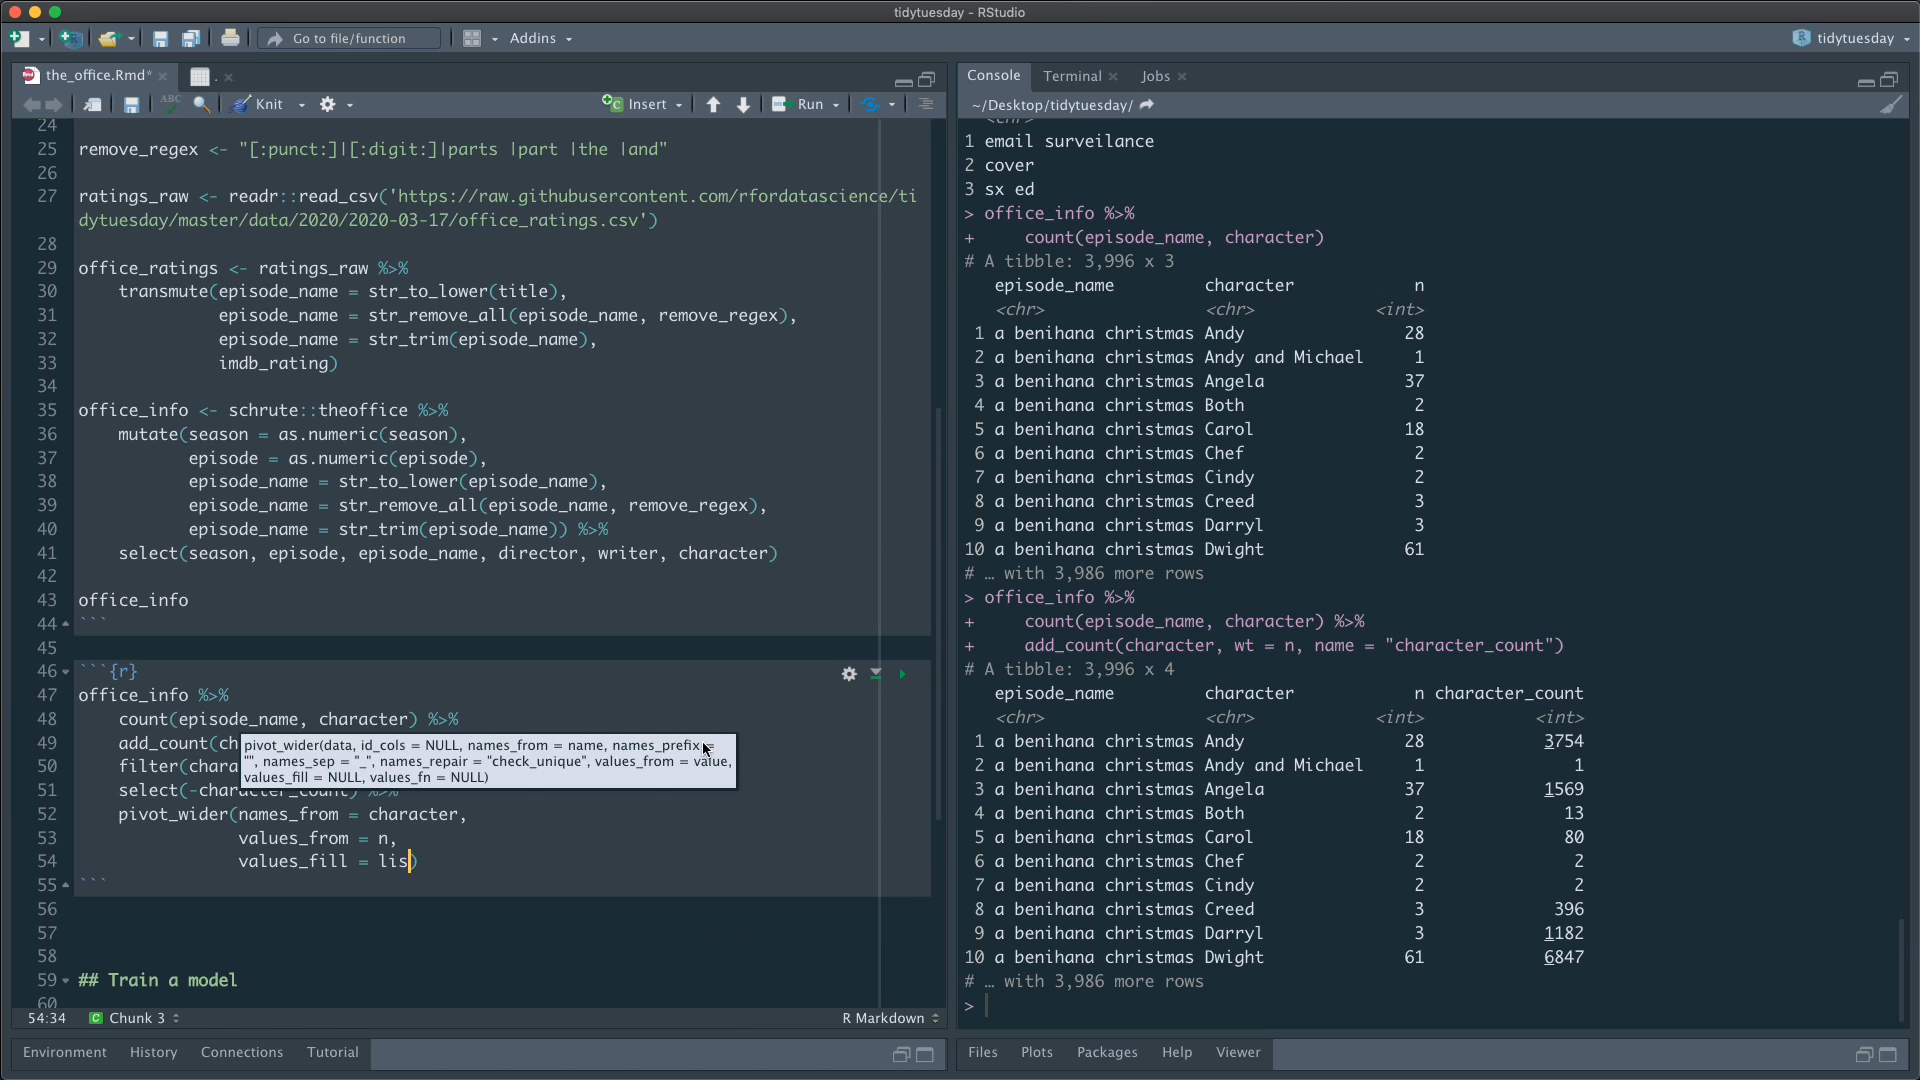 tidytuesday - RStudio
Go to file/function
Addins
tidytuesday
the_office.Rmd*
.
ABC
Knit
Insert
Run
24
25 remove_regex <- "[:punct:]|[:digit:]|parts |part |the |and"
26
27 ratings_raw <- readr::read_csv('https://raw.githubusercontent.com/rfordatascience/ti
dytuesday/master/data/2020/2020-03-17/office_ratings.csv')
28
29 office_ratings <- ratings_raw %>%
30 transmute(episode_name = str_to_lower(title),
31 episode_name = str_remove_all(episode_name, remove_regex),
32 episode_name = str_trim(episode_name),
33 imdb_rating)
34
35 office_info <- schrute::theoffice %>%
36 mutate(season = as.numeric(season),
37 episode = as.numeric(episode),
38 episode_name = str_to_lower(episode_name),
39 episode_name = str_remove_all(episode_name, remove_regex),
40 episode_name = str_trim(episode_name)) %>%
41 select(season, episode, episode_name, director, writer, character)
42
43 office_info
44 ```
45
46 ```{r}
47 office_info %>%
48 count(episode_name, character) %>%
49 add_count(ch
50 filter(chara
51 select(-character_count) %>%
52 pivot_wider(names_from = character,
53 values_from = n,
54 values_fill = lis)
55 ```
56
57
58
59 ## Train a model
60
pivot_wider(data, id_cols = NULL, names_from = name, names_prefix =
"", names_sep = "_", names_repair = "check_unique", values_from = value,
values_fill = NULL, values_fn = NULL)
54:34
C Chunk 3
R Markdown
Environment History Connections Tutorial
Console Terminal Jobs
~/Desktop/tidytuesday/
<chr>
1 email surveilance
2 cover
3 sx ed
> office_info %>%
+ count(episode_name, character)
# A tibble: 3,996 x 3
episode_name character n
<chr> <chr> <int>
1 a benihana christmas Andy 28
2 a benihana christmas Andy and Michael 1
3 a benihana christmas Angela 37
4 a benihana christmas Both 2
5 a benihana christmas Carol 18
6 a benihana christmas Chef 2
7 a benihana christmas Cindy 2
8 a benihana christmas Creed 3
9 a benihana christmas Darryl 3
10 a benihana christmas Dwight 61
# … with 3,986 more rows
> office_info %>%
+ count(episode_name, character) %>%
+ add_count(character, wt = n, name = "character_count")
# A tibble: 3,996 x 4
episode_name character n character_count
<chr> <chr> <int> <int>
1 a benihana christmas Andy 28 3754
2 a benihana christmas Andy and Michael 1 1
3 a benihana christmas Angela 37 1569
4 a benihana christmas Both 2 13
5 a benihana christmas Carol 18 80
6 a benihana christmas Chef 2 2
7 a benihana christmas Cindy 2 2
8 a benihana christmas Creed 3 396
9 a benihana christmas Darryl 3 1182
10 a benihana christmas Dwight 61 6847
# … with 3,986 more rows
>
Files Plots Packages Help Viewer